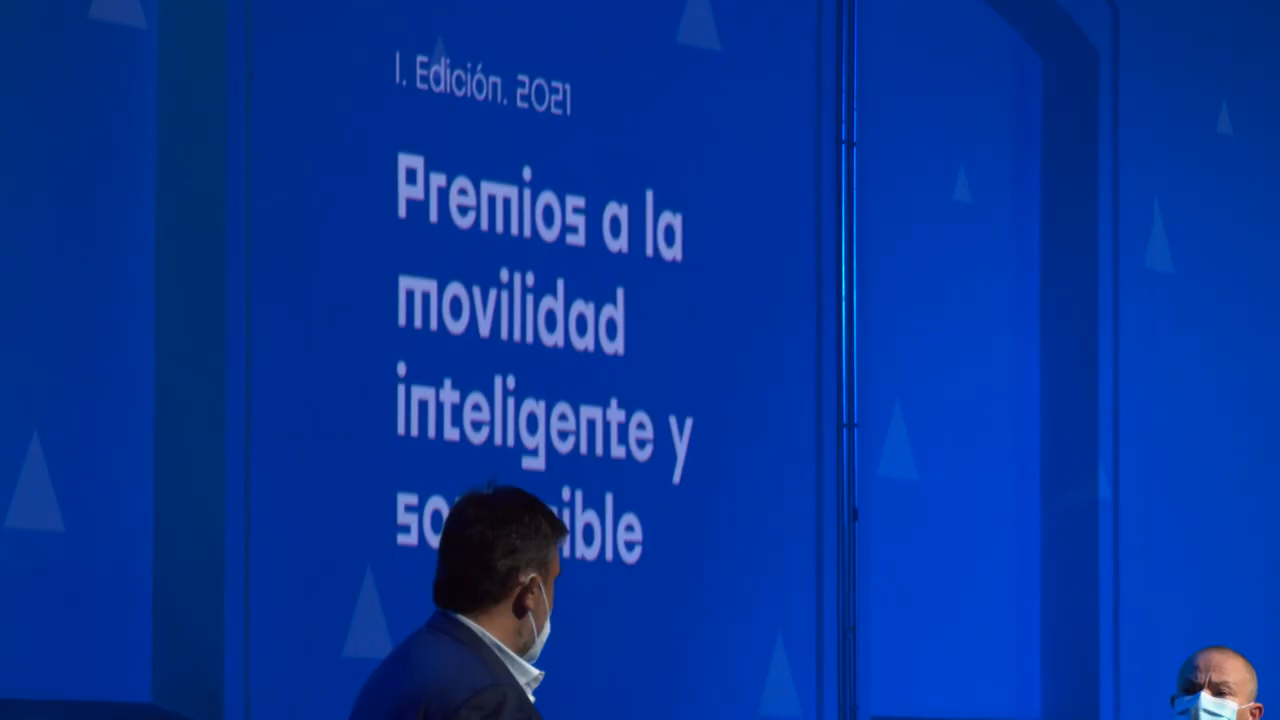 I. Edición. 2021
Premios a la
movilidad
inteligente y